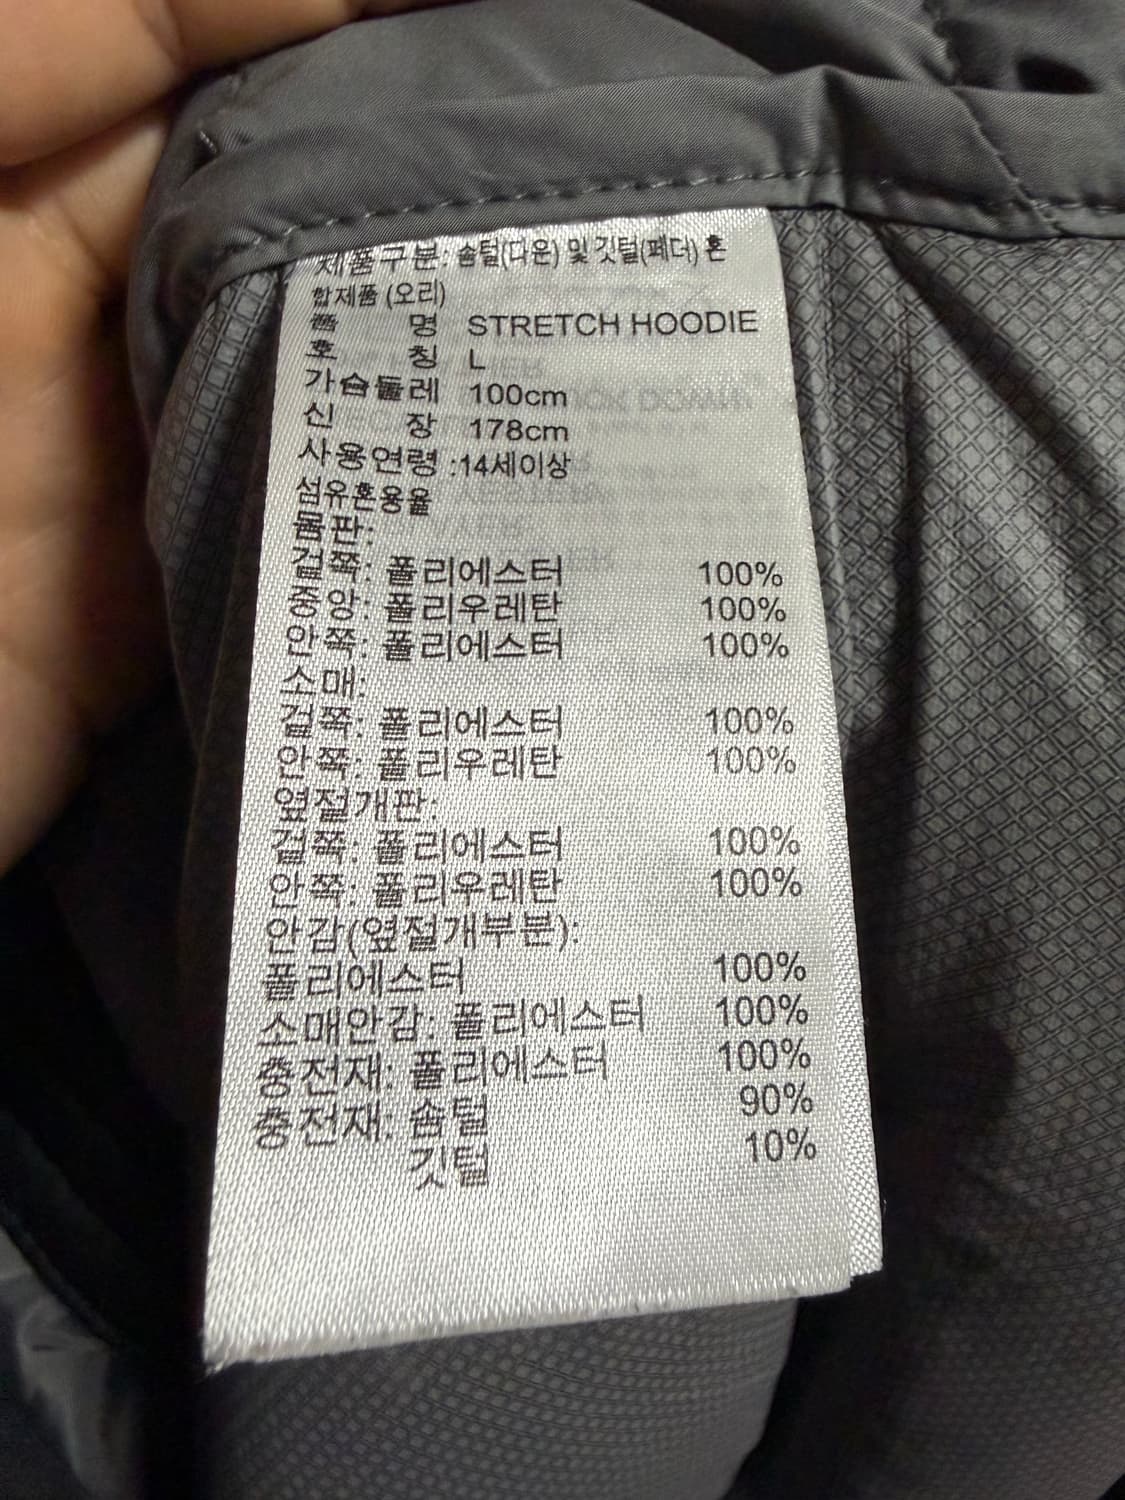 제품구분: 솜털(다운) 및 깃털(페더) 혼
합제품 (오리)
품 명 STRETCH HOODIE
호 칭 L
가슴둘레 100cm
신 장 178cm
사용연령 :14세이상
섬유혼용율
몸판:
겉쪽: 폴리에스터 100%
중앙: 폴리우레탄 100%
안쪽: 폴리에스터 100%
소매:
겉쪽: 폴리에스터 100%
안쪽: 폴리우레탄 100%
옆절개판:
겉쪽: 폴리에스터 100%
안쪽: 폴리우레탄 100%
안감(옆절개부분):
폴리에스터 100%
소매안감: 폴리에스터 100%
충전재: 폴리에스터 100%
충전재: 솜털 90%
깃털 10%